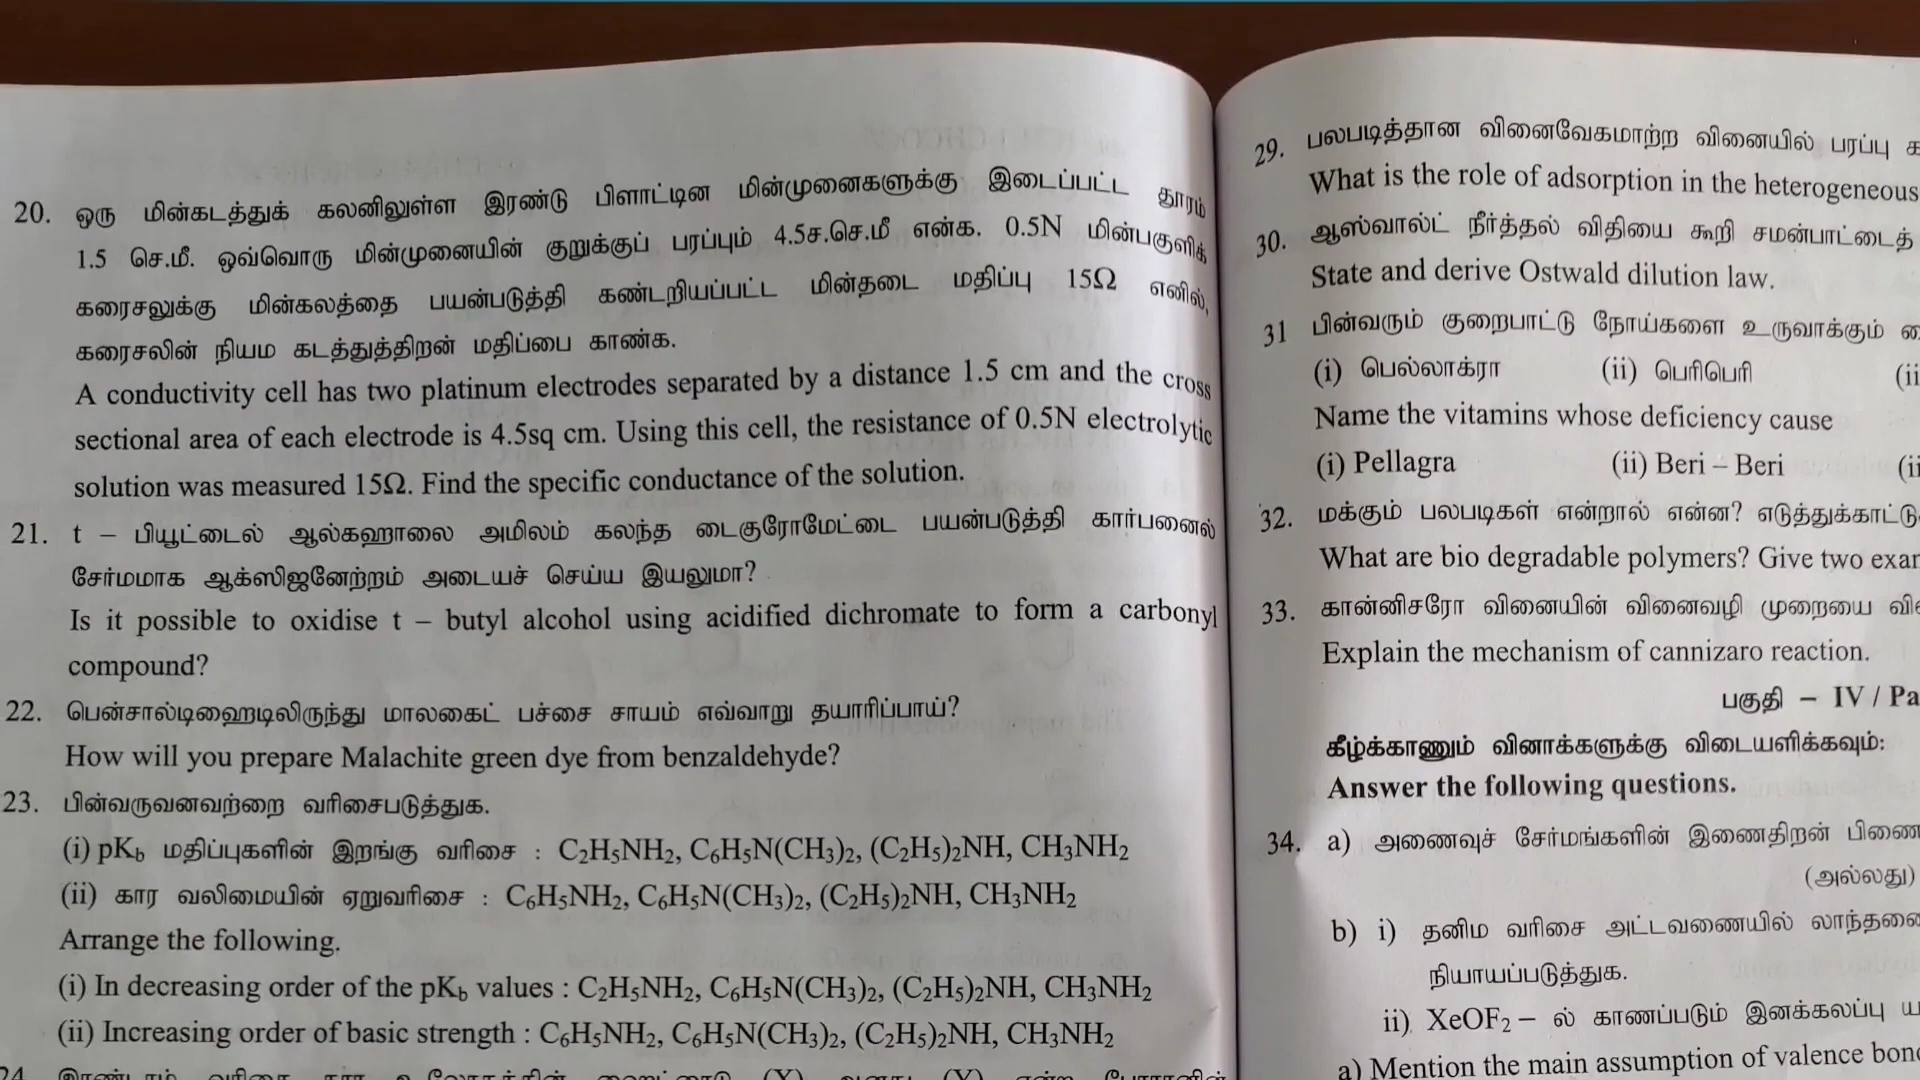 20. ஒரு மின்கடத்துக் கலனிலுள்ள இரண்டு பிளாட்டின மின்முனைகளுக்கு இடைப்பட்ட தூரம்
1.5 செ.மீ. ஒவ்வொரு மின்முனையின் குறுக்குப் பரப்பும் 4.5ச.செ.மீ என்க. 0.5N மின்பகுளிக்
கரைசலுக்கு மின்கலத்தை பயன்படுத்தி கண்டறியப்பட்ட மின்தடை மதிப்பு 15Ω எனில்,
கரைசலின் நியம கடத்துத்திறன் மதிப்பை காண்க.
A conductivity cell has two platinum electrodes separated by a distance 1.5 cm and the cross
sectional area of each electrode is 4.5sq cm. Using this cell, the resistance of 0.5N electrolytic
solution was measured 15Ω. Find the specific conductance of the solution.
21. t – பியூட்டைல் ஆல்கஹாலை அமிலம் கலந்த டைகுரோமேட்டை பயன்படுத்தி கார்பனைல்
சேர்மமாக ஆக்ஸிஜனேற்றம் அடையச் செய்ய இயலுமா?
Is it possible to oxidise t – butyl alcohol using acidified dichromate to form a carbonyl
compound?
22. பென்சால்டிஹைடிலிருந்து மாலகைட் பச்சை சாயம் எவ்வாறு தயாரிப்பாய்?
How will you prepare Malachite green dye from benzaldehyde?
23. பின்வருவனவற்றை வரிசைபடுத்துக.
(i) pK_b மதிப்புகளின் இறங்கு வரிசை : C₂H₅NH₂, C₆H₅N(CH₃)₂, (C₂H₅)₂NH, CH₃NH₂
(ii) கார வலிமையின் ஏறுவரிசை : C₆H₅NH₂, C₆H₅N(CH₃)₂, (C₂H₅)₂NH, CH₃NH₂
Arrange the following.
(i) In decreasing order of the pK_b values : C₂H₅NH₂, C₆H₅N(CH₃)₂, (C₂H₅)₂NH, CH₃NH₂
(ii) Increasing order of basic strength : C₆H₅NH₂, C₆H₅N(CH₃)₂, (C₂H₅)₂NH, CH₃NH₂
29. பலபடித்தான வினைவேகமாற்ற வினையில் பரப்பு
What is the role of adsorption in the heterogeneous
30. ஆஸ்வால்ட் நீர்த்தல் விதியை கூறி சமன்பாட்டைத்
State and derive Ostwald dilution law.
31 பின்வரும் குறைபாட்டு நோய்களை உருவாக்கும்
(i) பெல்லாக்ரா (ii) பெரிபெரி (ii
Name the vitamins whose deficiency cause
(i) Pellagra (ii) Beri – Beri (ii
32. மக்கும் பலபடிகள் என்றால் என்ன? எடுத்துக்காட்டு
What are bio degradable polymers? Give two exam
33. கான்னிசரோ வினையின் வினைவழி முறையை
Explain the mechanism of cannizaro reaction.
பகுதி – IV / Pa
கீழ்க்காணும் வினாக்களுக்கு விடையளிக்கவும்:
Answer the following questions.
34. a) அணைவுச் சேர்மங்களின் இணைதிறன் பிணை
(அல்லது)
b) i) தனிம வரிசை அட்டவணையில்
நியாயப்படுத்துக.
ii) XeOF₂ – ல் காணப்படும் இனக்கலப்பு
a) Mention the main assumption of valence bond